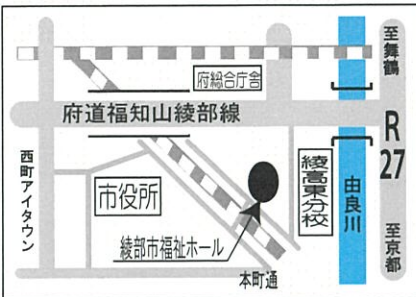 至舞鶴
府総合庁舎
府道福知山綾部線
R
27
西町アイタウン
市役所
綾高東分校
由良川
綾部市福祉ホール
至京都
本町通